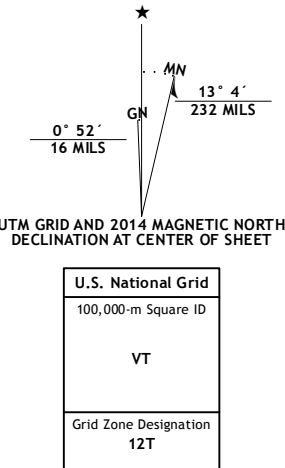 ★
MN
GN
13° 4´
232 MILS
0° 52´
16 MILS
UTM GRID AND 2014 MAGNETIC NORTH
DECLINATION AT CENTER OF SHEET
U.S. National Grid
100,000-m Square ID
VT
Grid Zone Designation
12T